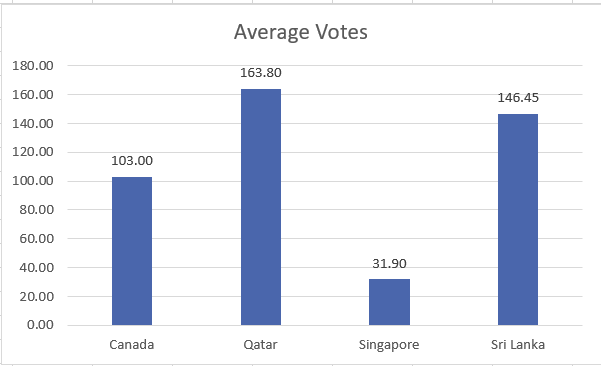 Average Votes
180.00
160.00
140.00
120.00
100.00
80.00
60.00
40.00
20.00
0.00
103.00
163.80
31.90
146.45
Canada
Qatar
Singapore
Sri Lanka